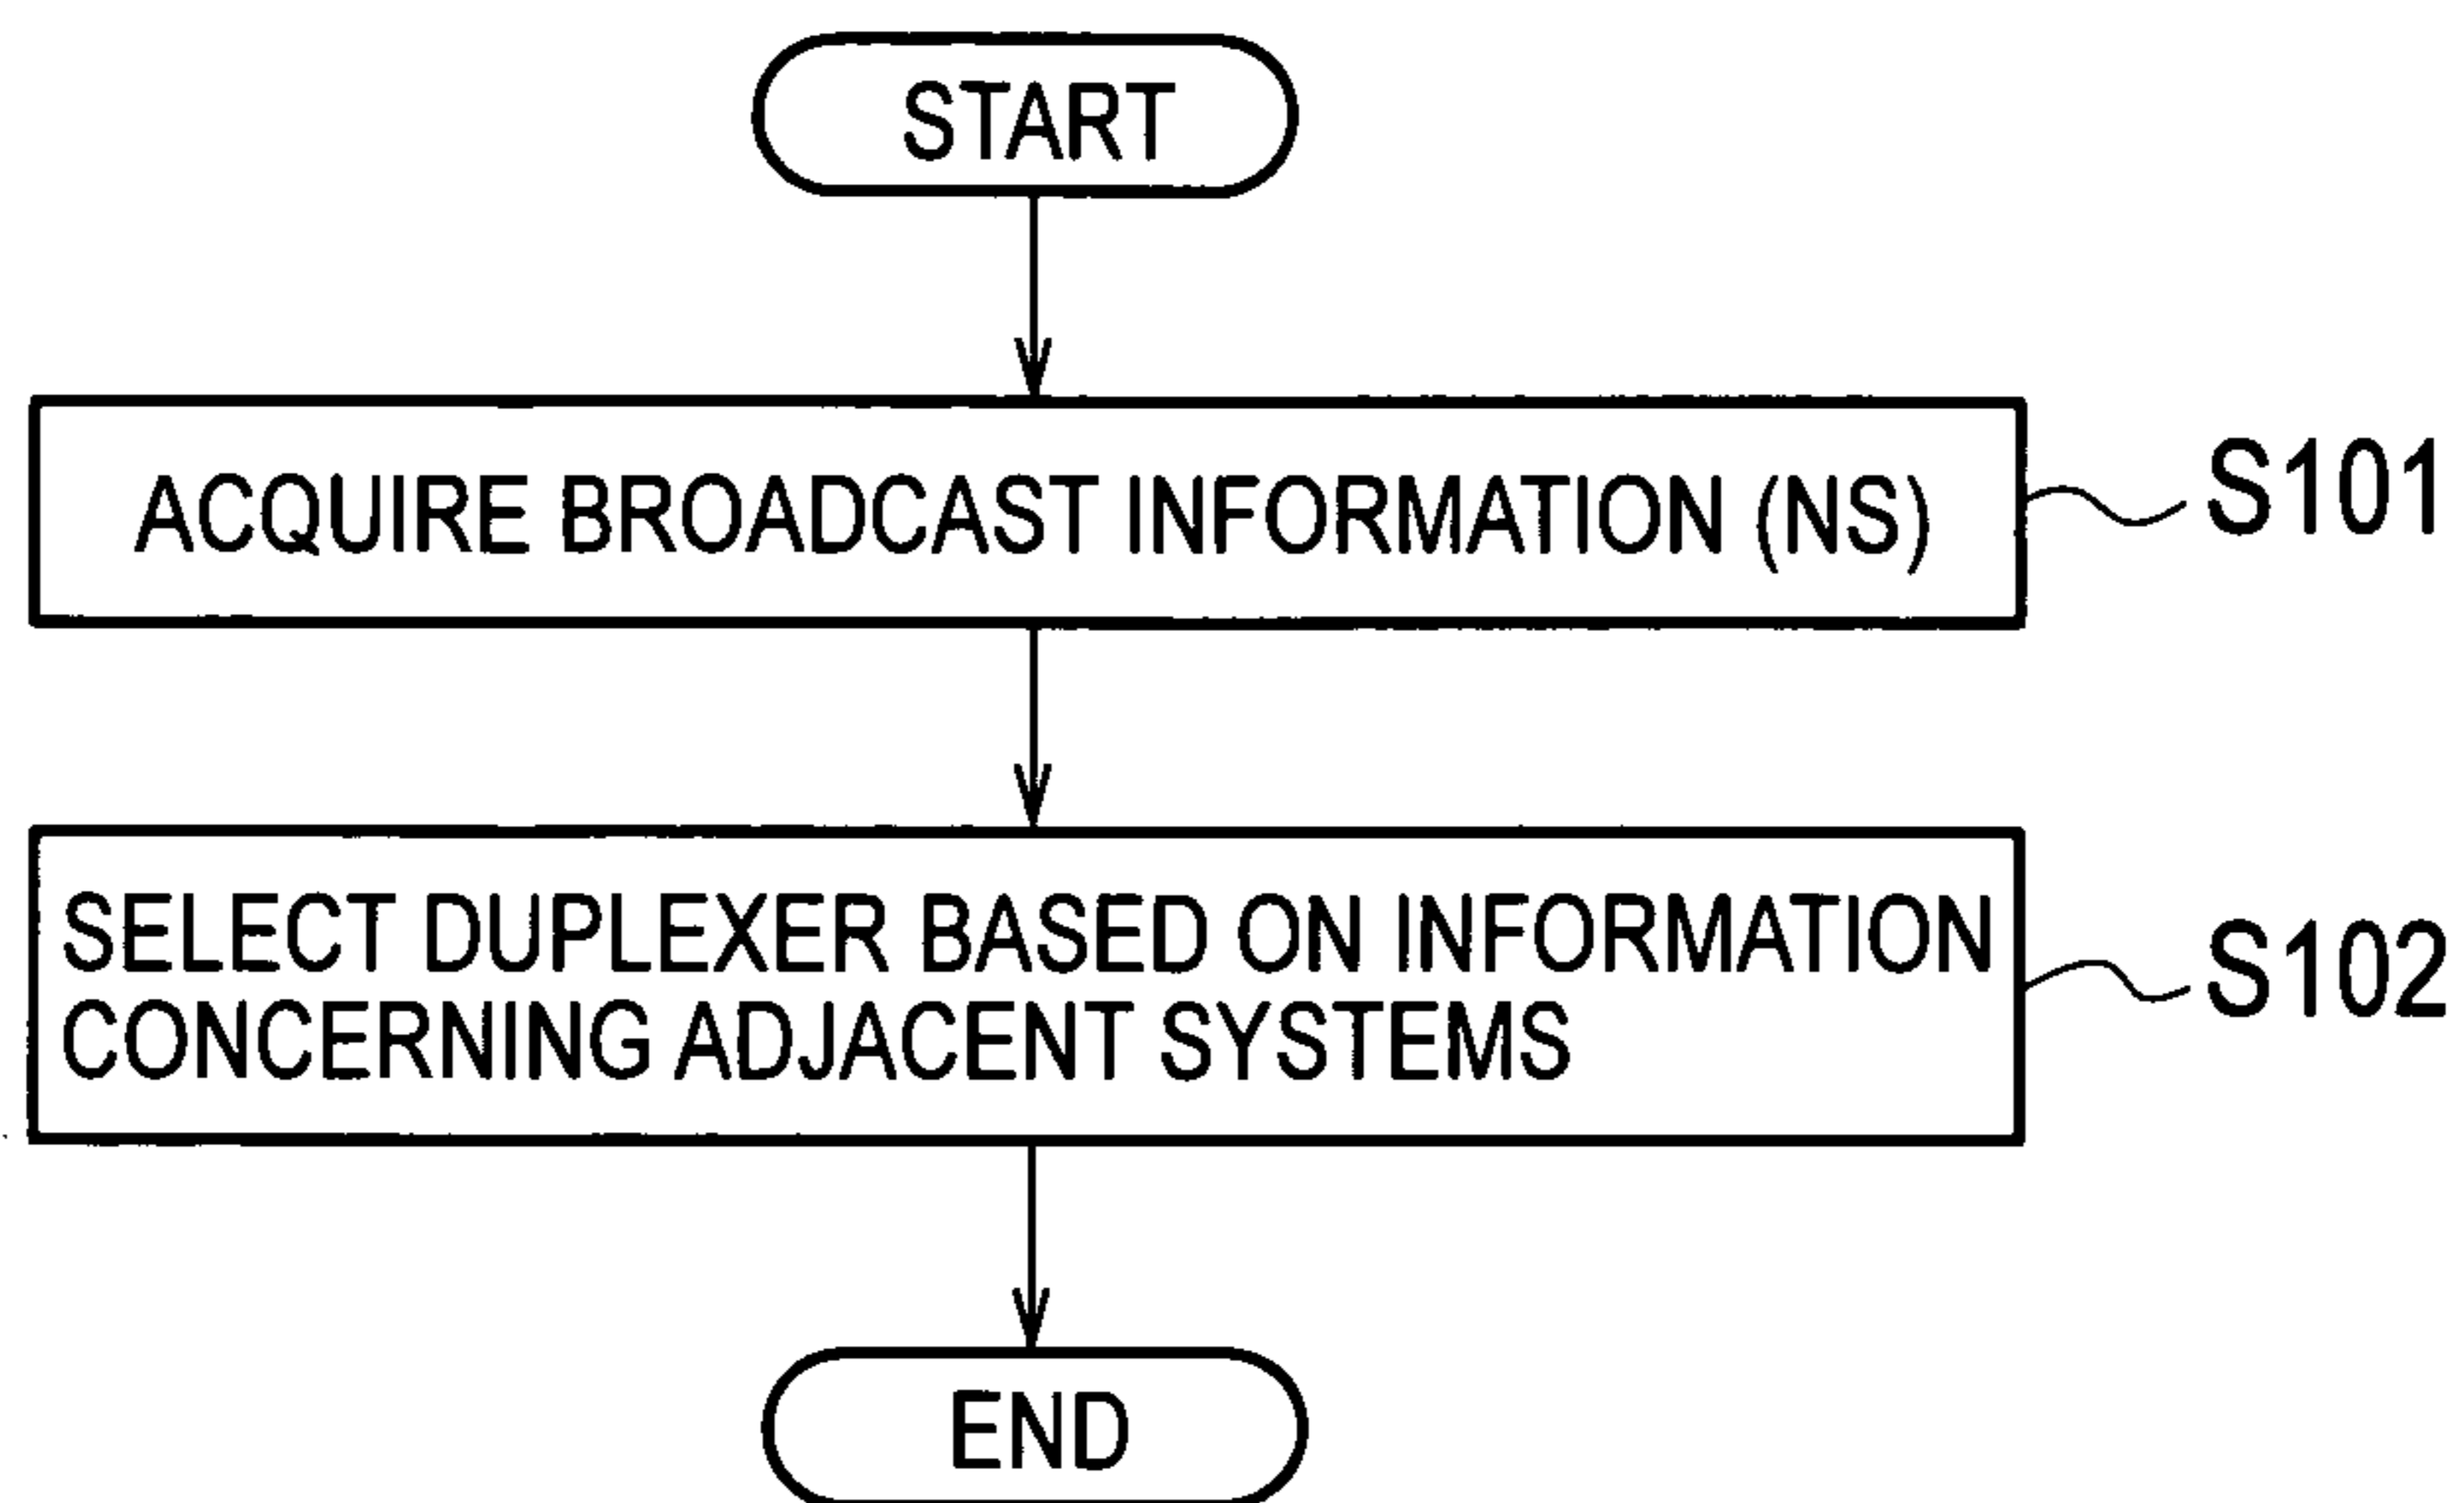 START
ACQUIRE BROADCAST INFORMATION (NS)
S101
SELECT DUPLEXER BASED ON INFORMATION
CONCERNING ADJACENT SYSTEMS
S102
END